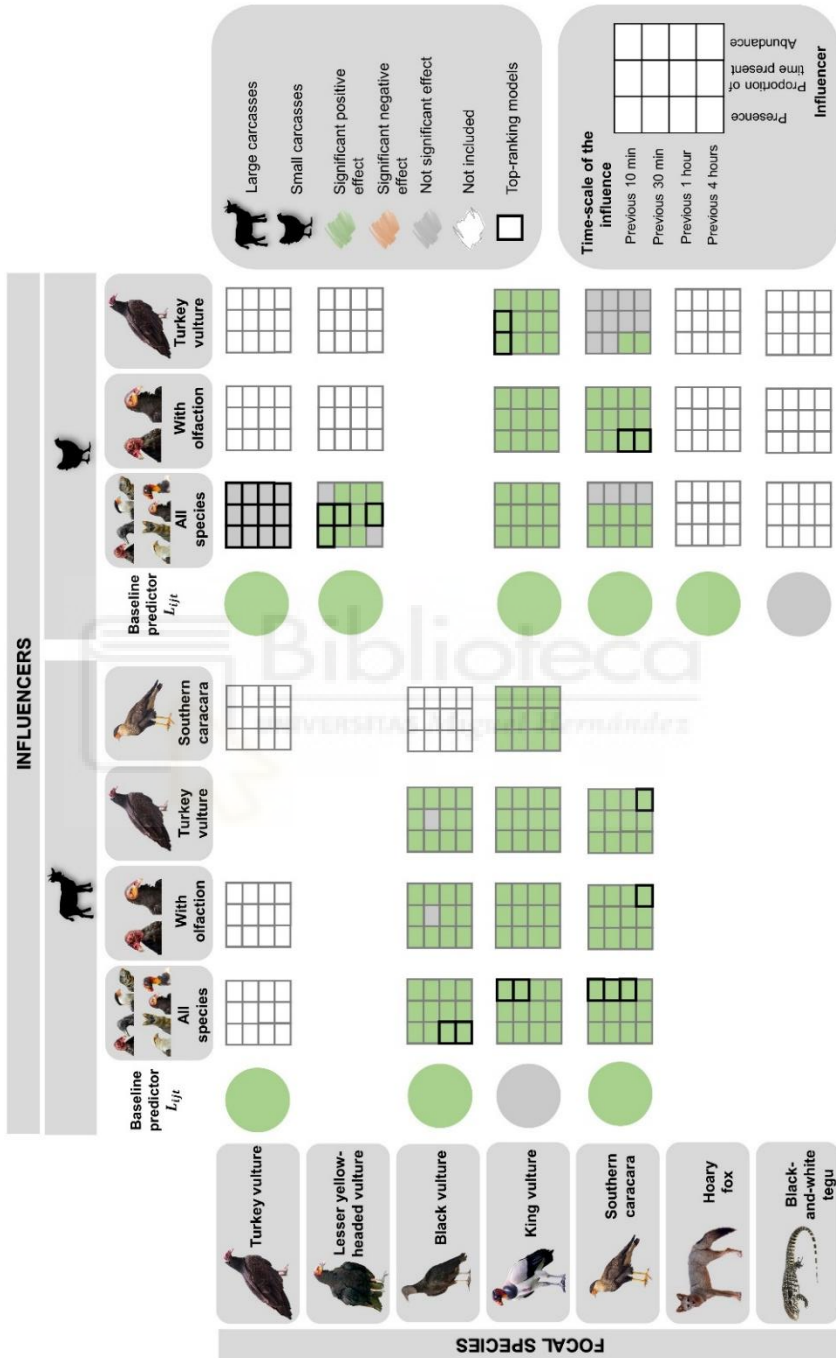 INFLUENCERS
Baseline
predictor
L_ijt
All
species
With
olfaction
Turkey
vulture
Southern
caracara
Baseline
predictor
L_ijt
All
species
With
olfaction
Turkey
vulture
FOCAL SPECIES
Turkey vulture
Lesser yellow-
headed vulture
Black vulture
King vulture
Southern
caracara
Hoary
fox
Black-
and-white
tegu
Large carcasses
Small carcasses
Significant positive
effect
Significant negative
effect
Not significant effect
Not included
Top-ranking models
Time-scale of the
influence
Previous 10 min
Previous 30 min
Previous 1 hour
Previous 4 hours
Presence
Proportion of
time present
Abundance
Influencer
Biblioteca
UNIVERSITAS Miguel Hernández